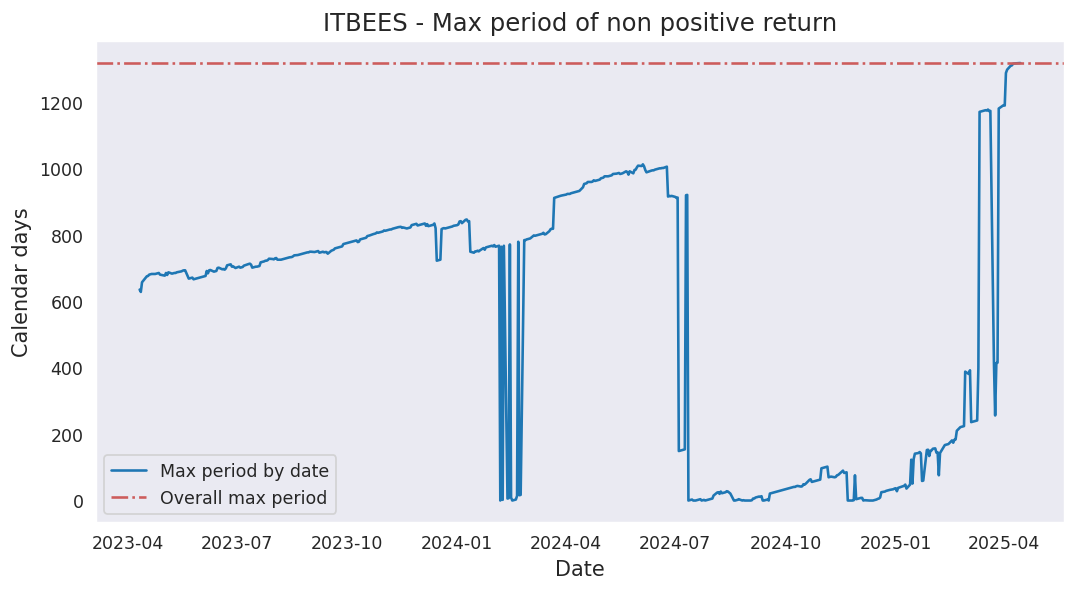 ITBEES - Max period of non positive return
Calendar days
1200
1000
800
600
400
200
0
Max period by date
Overall max period
2023-04 2023-07 2023-10 2024-01 2024-04 2024-07 2024-10 2025-01 2025-04
Date